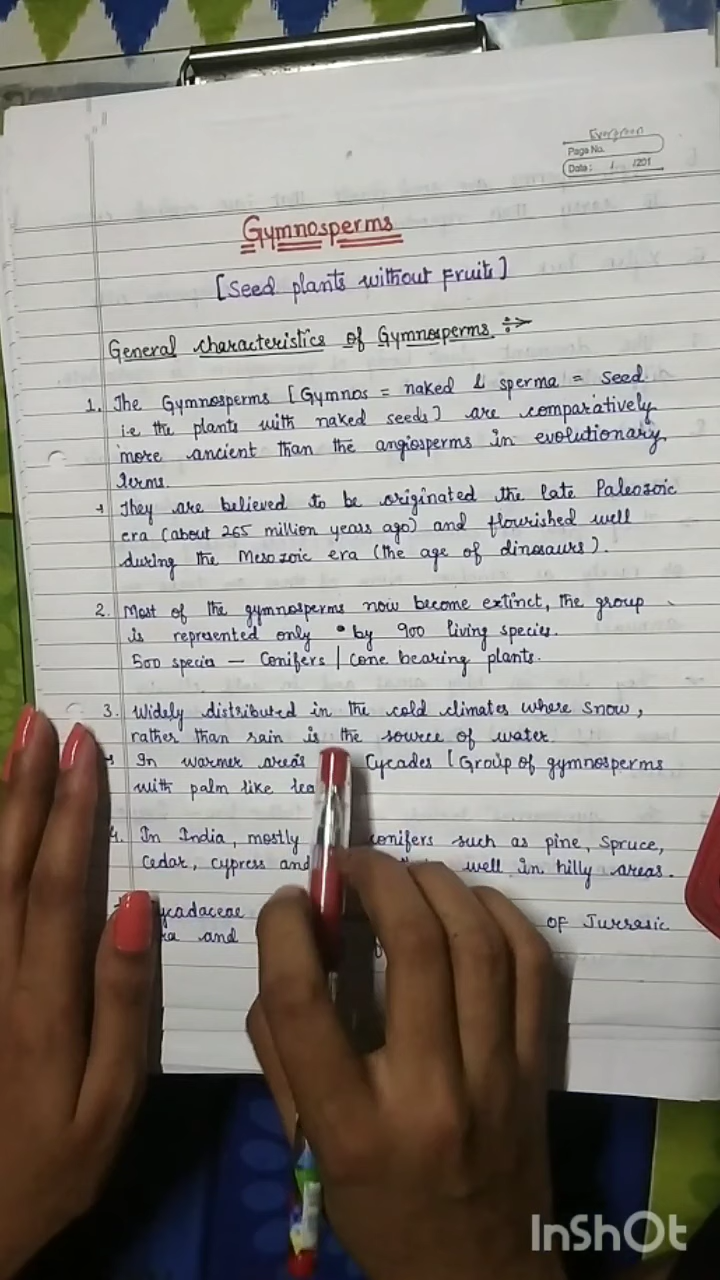 Evergreen
Page No.
Date: / /201
Gymnosperms
[Seed plants without fruit]
General characteristics of Gymnosperms. ÷>
1. The Gymnosperms [Gymnos = naked & sperma = seed
i.e the plants with naked seeds] are comparatively
more ancient than the angiosperms in evolutionary
terms.
→ They are believed to be originated the late Paleozoic
era (about 265 million years ago) and flourished well
during the Mesozoic era (the age of dinosaurs).
2. Most of the gymnosperms now become extinct, the group
is represented only by 900 living species.
500 specia — Conifers / Cone bearing plants.
3. Widely distributed in the cold climates where snow,
rather than rain is the source of water.
In warmer areas Cycades [Group of gymnosperms
with palm like
4. In India, mostly conifers such as pine, spruce,
cedar, cypress and well in hilly areas.
of Jurrasic
and
InShOt